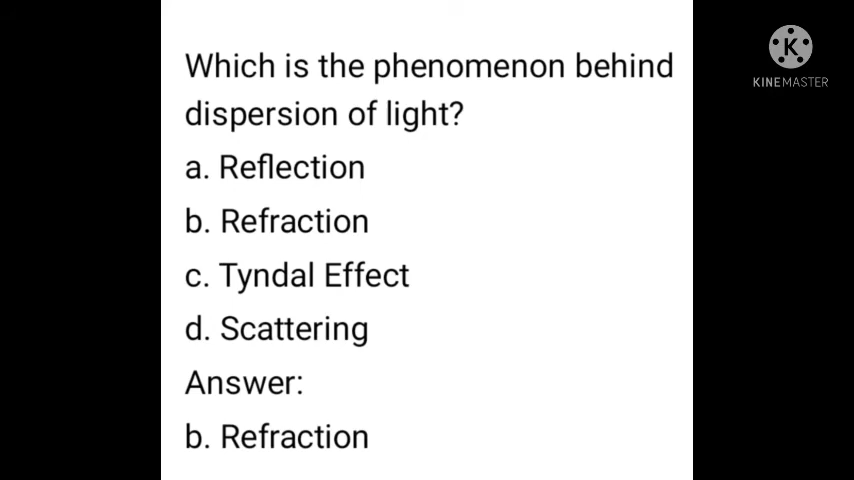 Which is the phenomenon behind
dispersion of light?
a. Reflection
b. Refraction
c. Tyndal Effect
d. Scattering
Answer:
b. Refraction
K
KINEMASTER